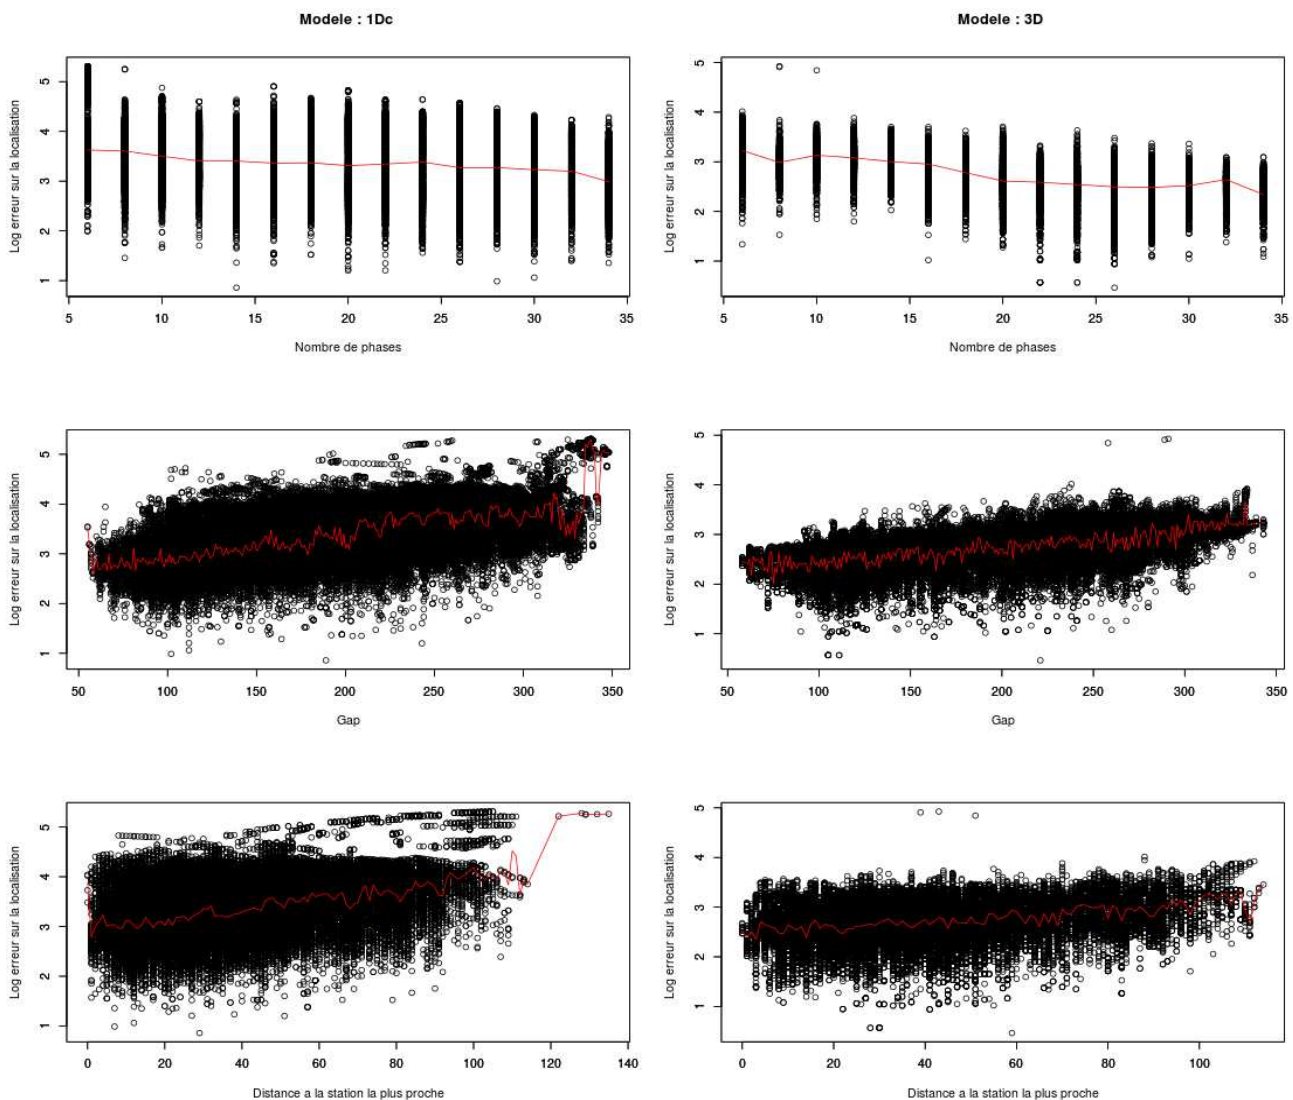 Modele : 1Dc
Modele : 3D
Log erreur sur la localisation
5
4
3
2
1
5 10 15 20 25 30 35
Nombre de phases
Log erreur sur la localisation
5
4
3
2
1
5 10 15 20 25 30 35
Nombre de phases
Log erreur sur la localisation
5
4
3
2
1
50 100 150 200 250 300 350
Gap
Log erreur sur la localisation
5
4
3
2
1
50 100 150 200 250 300 350
Gap
Log erreur sur la localisation
5
4
3
2
1
0 20 40 60 80 100 120 140
Distance a la station la plus proche
Log erreur sur la localisation
5
4
3
2
1
0 20 40 60 80 100
Distance a la station la plus proche